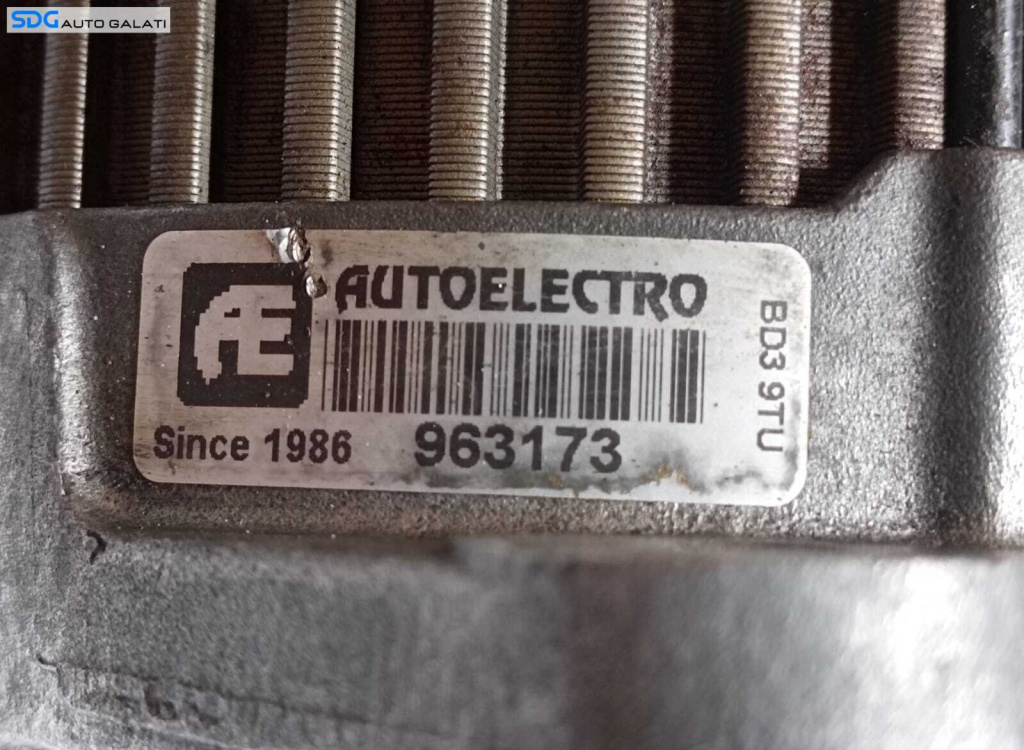 SDG AUTO GALATI
AE AUTOELECTRO
BD3 9TU
Since 1986 963173